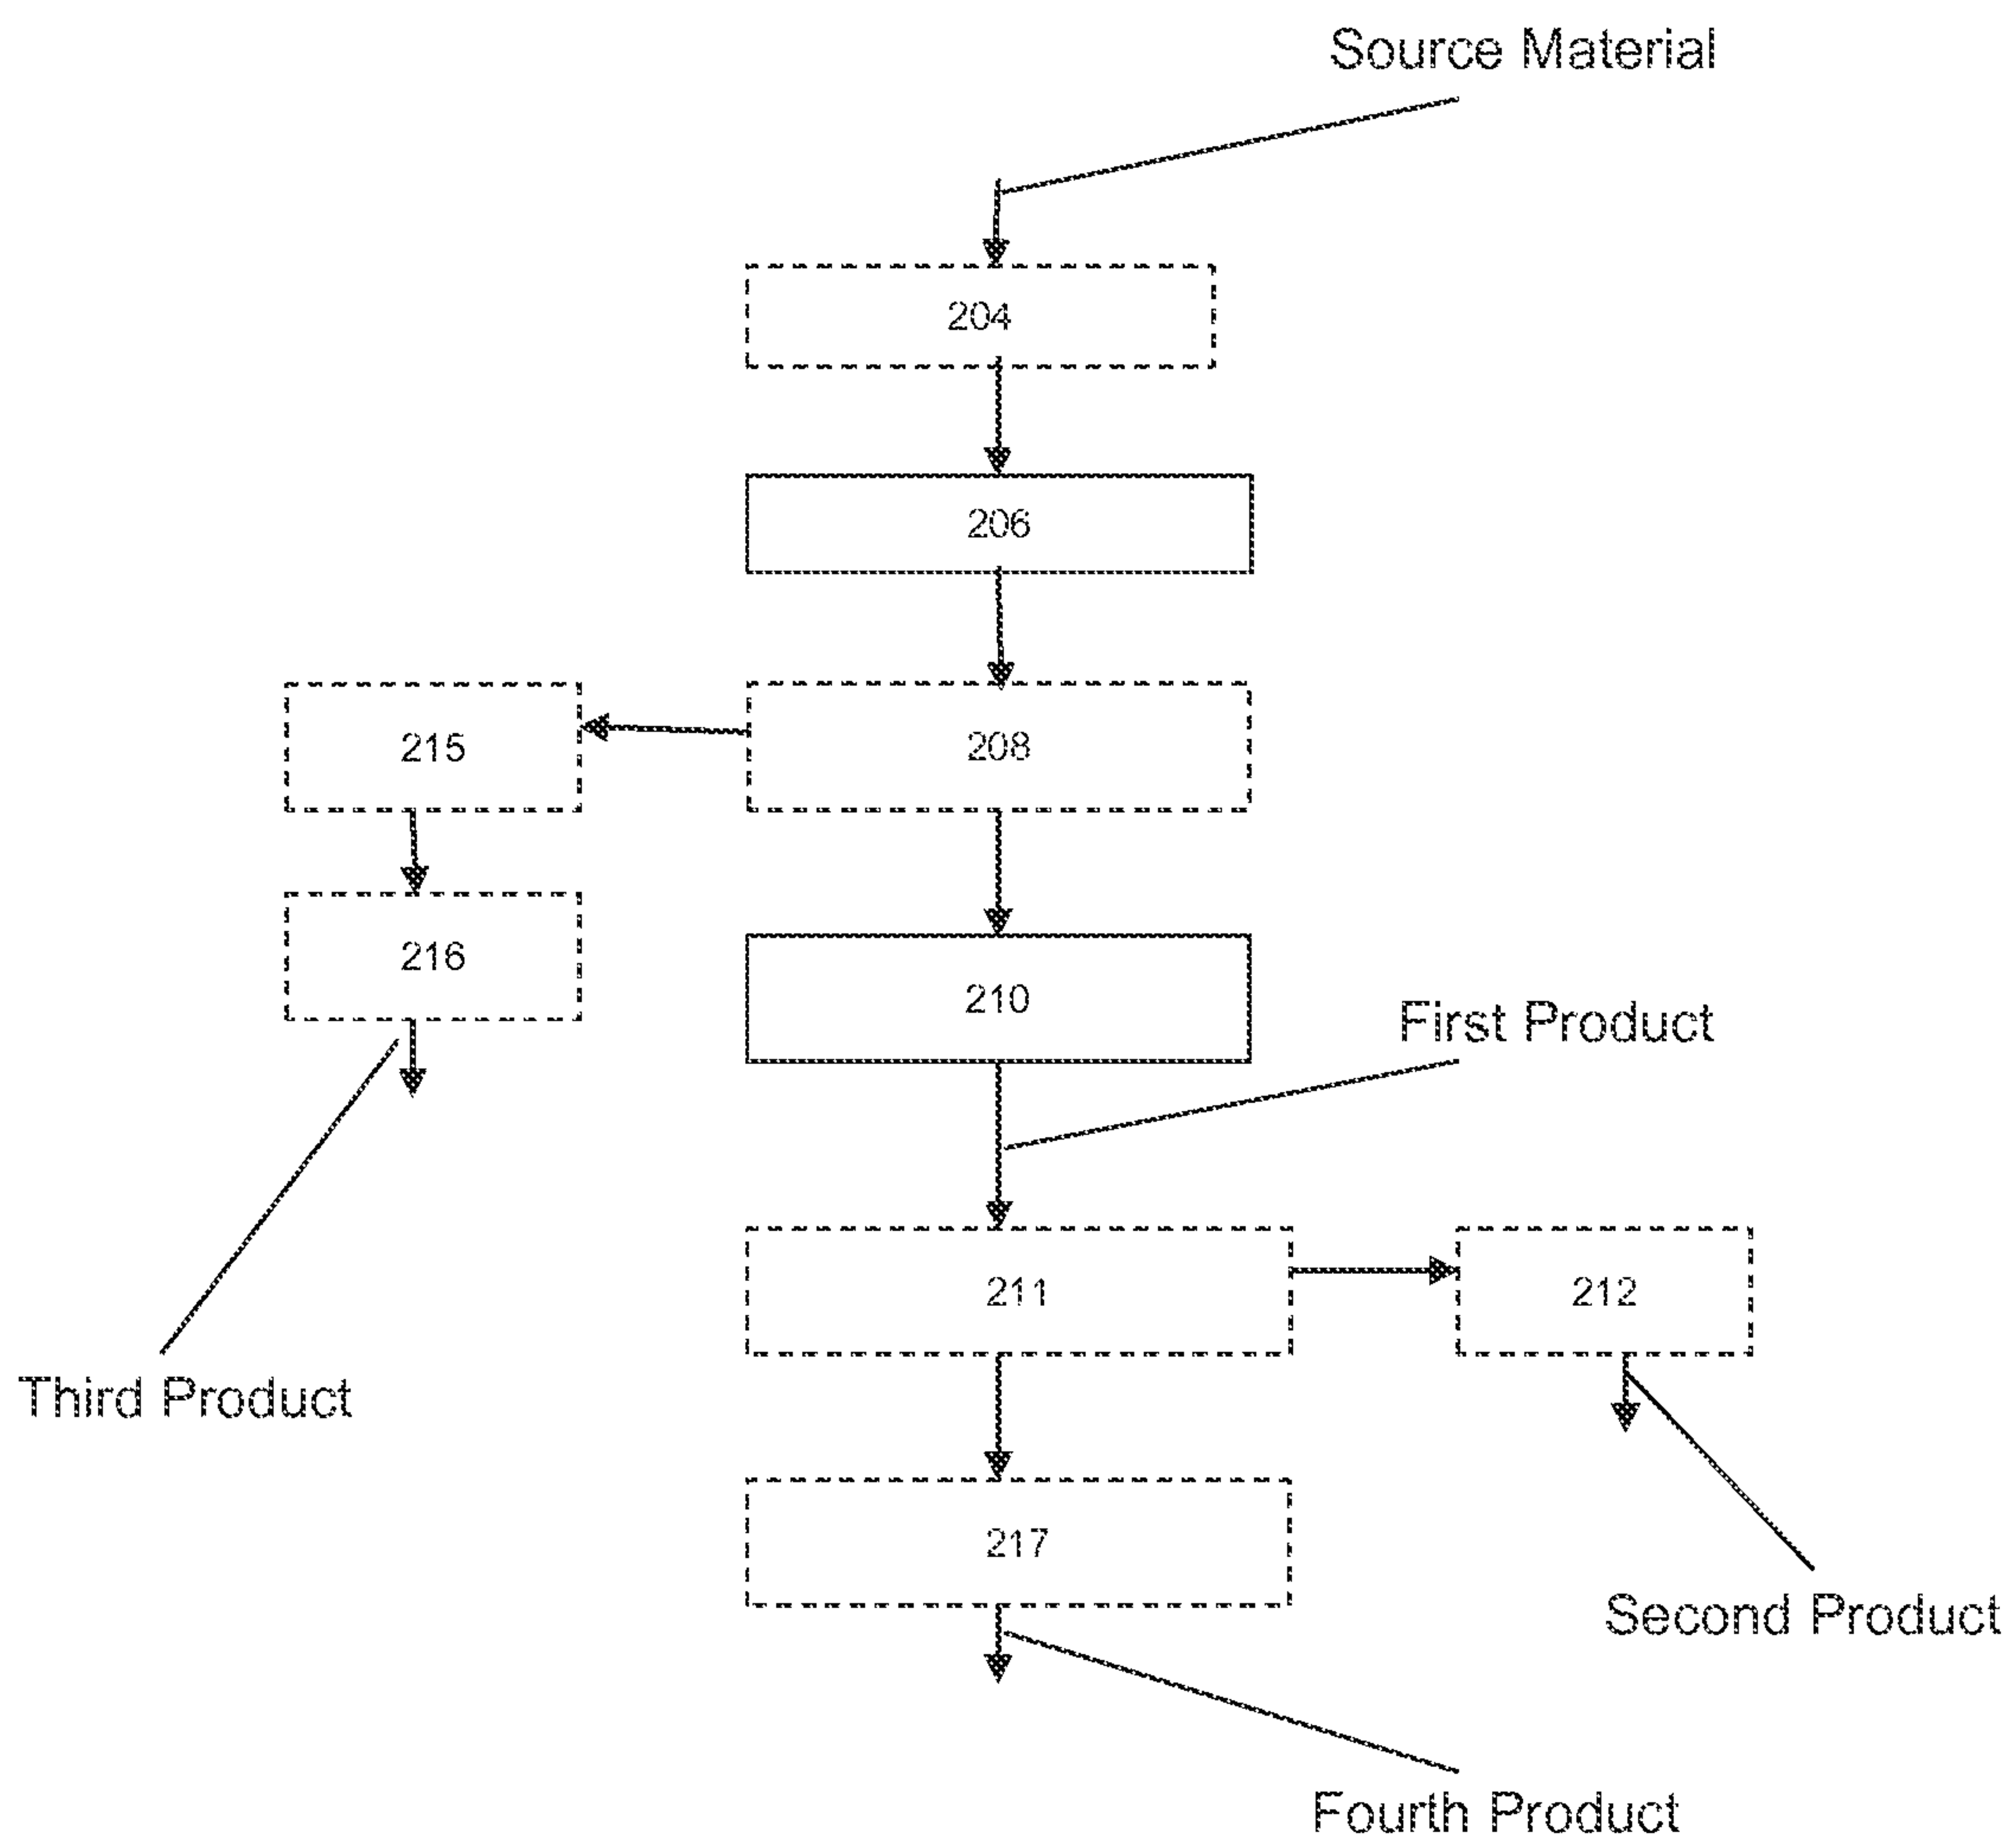 Source Material
204
206
215
208
216
210
First Product
211
212
Third Product
217
Second Product
Fourth Product